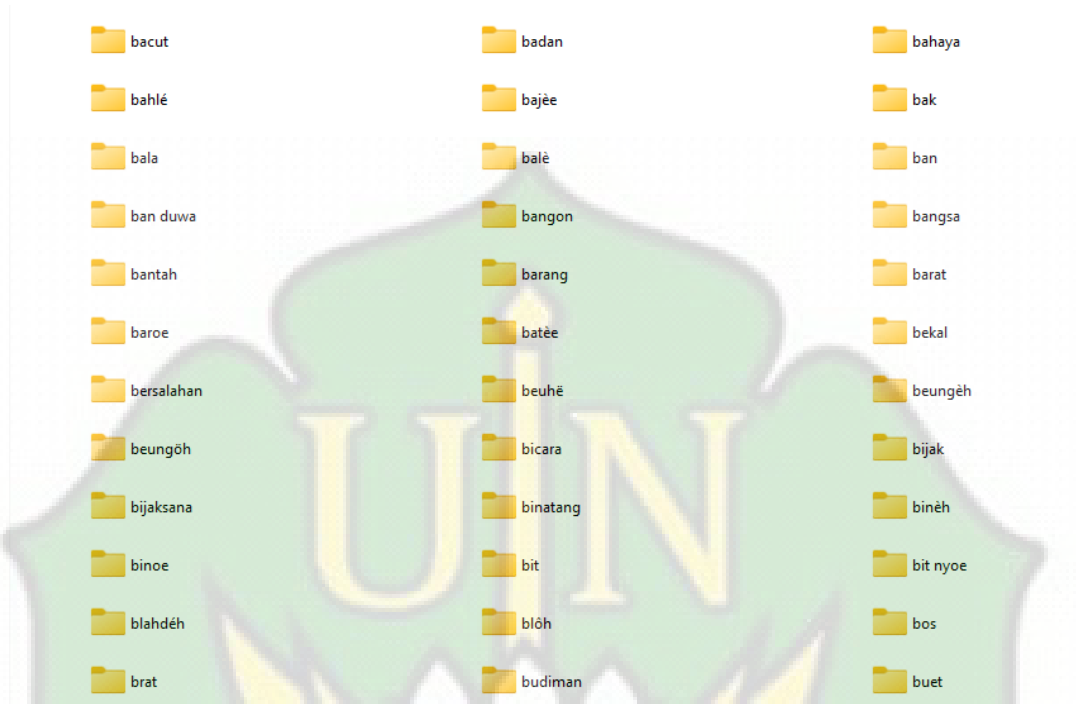 bacut badan bahaya
bahlé bajèe bak
bala balè ban
ban duwa bangon bangsa
bantah barang barat
baroe batèe bekal
bersalahan beuhë beungèh
beungöh bicara bijak
bijaksana binatang binèh
binoe bit bit nyoe
blahdéh blôh bos
brat budiman buet
UIN